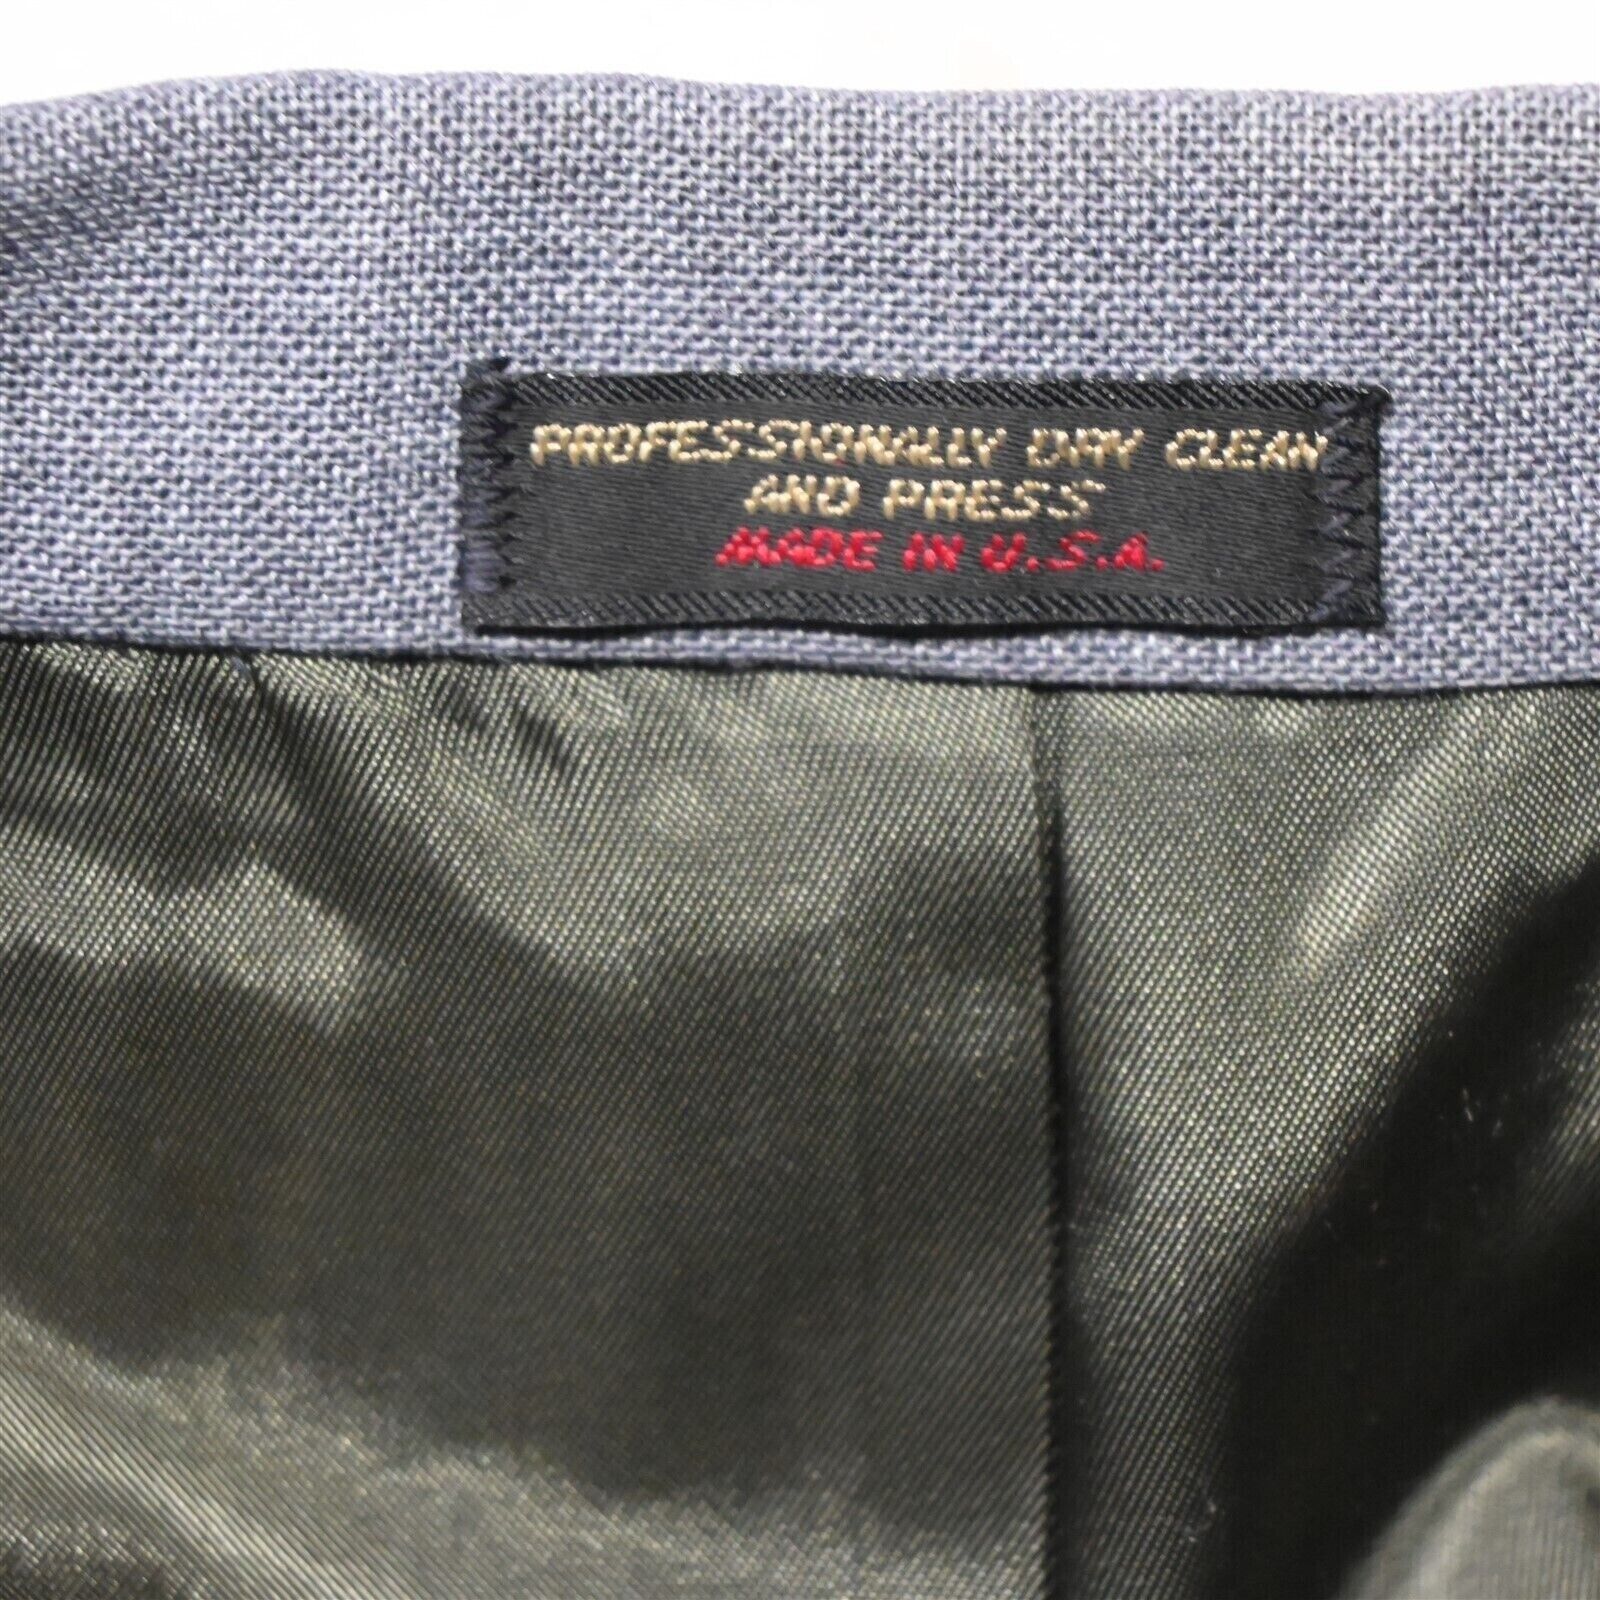 PROFESSIONALLY DRY CLEAN
AND PRESS
MADE IN U.S.A.